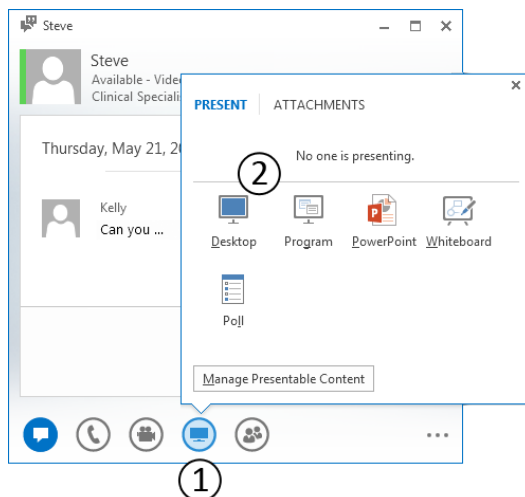 Steve
Steve
Available - Vide
Clinical Speciali
PRESENT ATTACHMENTS
No one is presenting.
Thursday, May 21, 2
Kelly
Can you ...
2
Desktop Program PowerPoint Whiteboard
Poll
Manage Presentable Content
1